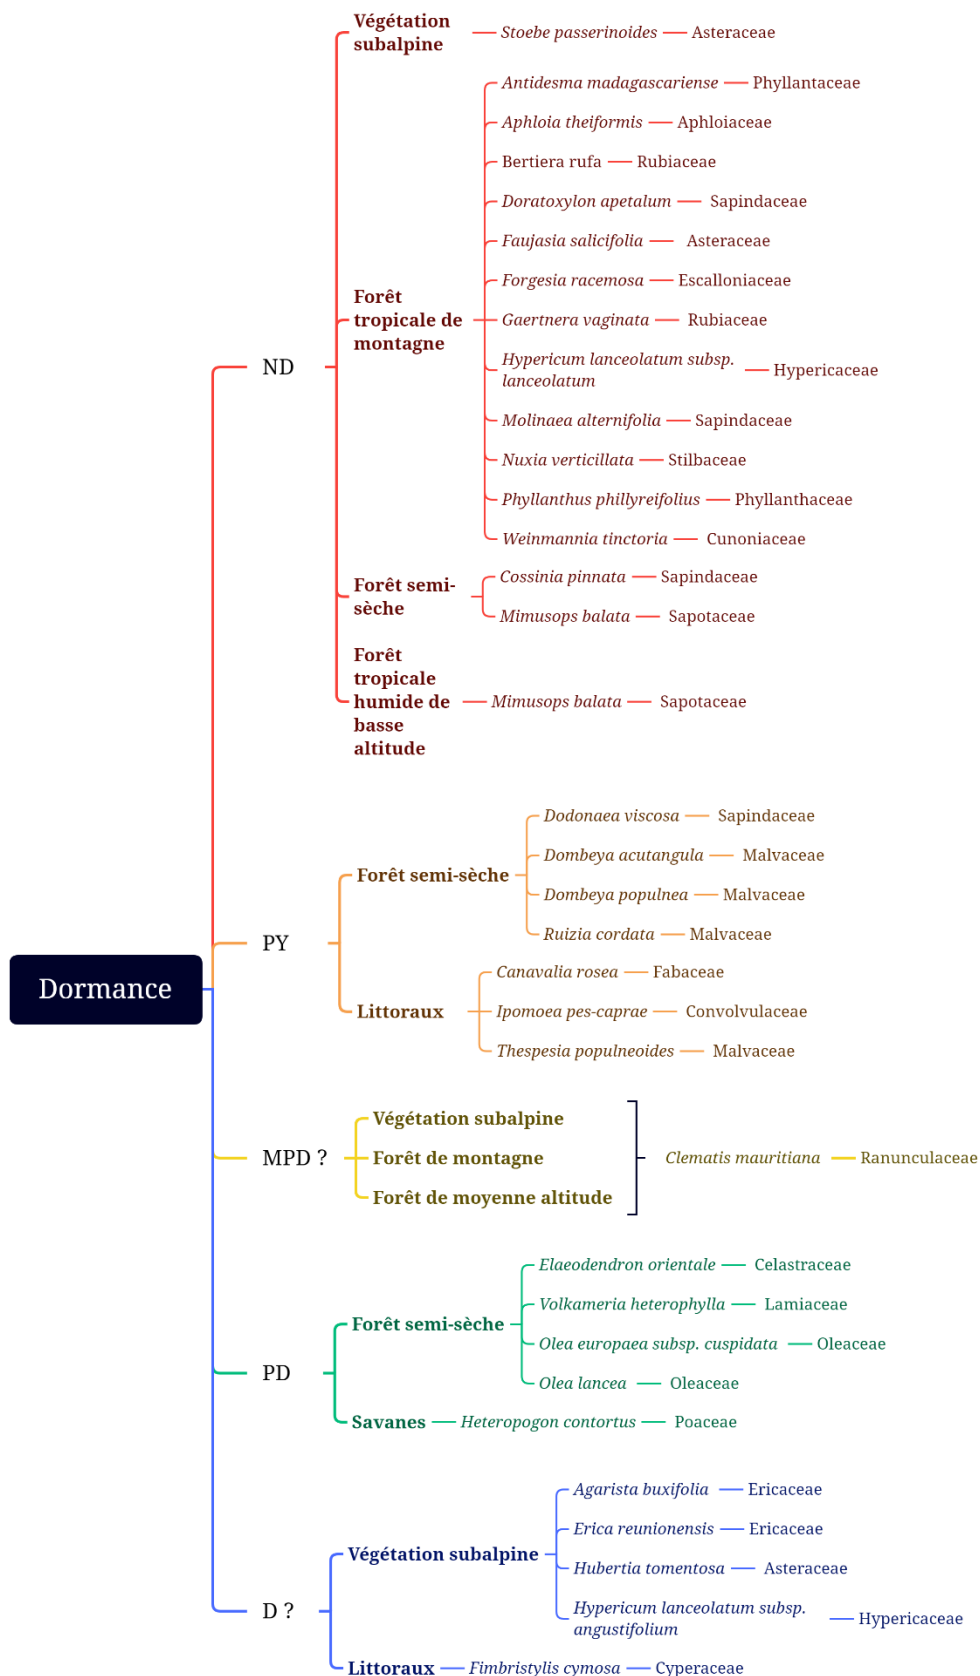 Dormance
ND
Végétation
subalpine
Stoebe passerinoides
Asteraceae
Forêt
tropicale de
montagne
Antidesma madagascariense
Phyllantaceae
Aphloia theiformis
Aphloiaceae
Bertiera rufa
Rubiaceae
Doratoxylon apetalum
Sapindaceae
Faujasia salicifolia
Asteraceae
Forgesia racemosa
Escalloniaceae
Gaertnera vaginata
Rubiaceae
Hypericum lanceolatum subsp.
lanceolatum
Hypericaceae
Molinaea alternifolia
Sapindaceae
Nuxia verticillata
Stilbaceae
Phyllanthus phillyreifolius
Phyllanthaceae
Weinmannia tinctoria
Cunoniaceae
Forêt semi-
sèche
Cossinia pinnata
Sapindaceae
Mimusops balata
Sapotaceae
Forêt
tropicale
humide de
basse
altitude
Mimusops balata
Sapotaceae
PY
Forêt semi-sèche
Dodonaea viscosa
Sapindaceae
Dombeya acutangula
Malvaceae
Dombeya populnea
Malvaceae
Ruizia cordata
Malvaceae
Littoraux
Canavalia rosea
Fabaceae
Ipomoea pes-caprae
Convolvulaceae
Thespesia populneoides
Malvaceae
MPD ?
Végétation subalpine
Forêt de montagne
Forêt de moyenne altitude
Clematis mauritiana
Ranunculaceae
PD
Forêt semi-sèche
Elaeodendron orientale
Celastraceae
Volkameria heterophylla
Lamiaceae
Olea europaea subsp. cuspidata
Oleaceae
Olea lancea
Oleaceae
Savanes
Heteropogon contortus
Poaceae
D ?
Végétation subalpine
Agarista buxifolia
Ericaceae
Erica reunionensis
Ericaceae
Hubertia tomentosa
Asteraceae
Hypericum lanceolatum subsp.
angustifolium
Hypericaceae
Littoraux
Fimbristylis cymosa
Cyperaceae